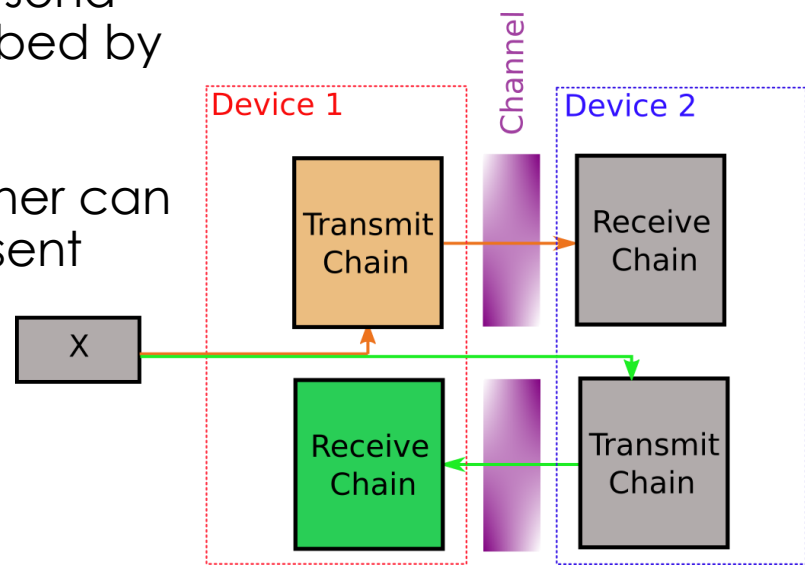 bed by
ner can
sent
Channel
Device 1
Device 2
Transmit
Chain
Receive
Chain
X
Receive
Chain
Transmit
Chain